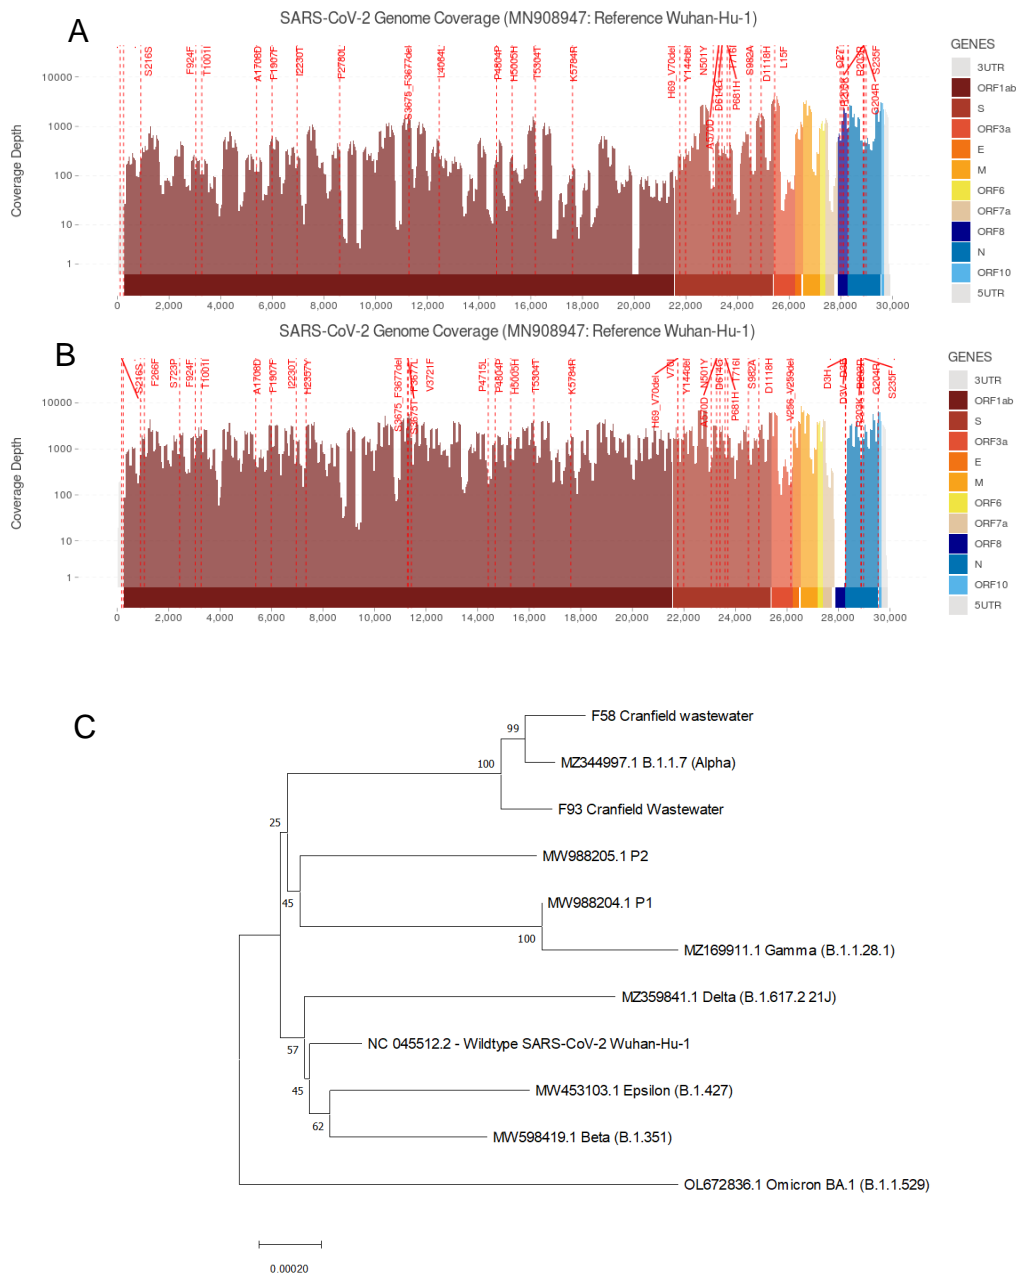 A
SARS-CoV-2 Genome Coverage (MN908947: Reference Wuhan-Hu-1)
S216S
F924F
T1001I
A1708D
F1907F
I2230T
P2780L
S3675_F3677del
L4064L
P4804P
H5005H
T5304T
K5784R
H69_V70del
Y144del
N501Y
A570D
D614G
P681H
T716I
S982A
D1118H
L15F
Q27*
R203R
G204R
S235F
Coverage Depth
10000
1000
100
10
1
0
2,000
4,000
6,000
8,000
10,000
12,000
14,000
16,000
18,000
20,000
22,000
24,000
26,000
28,000
30,000
GENES
3UTR
ORF1ab
S
ORF3a
E
M
ORF6
ORF7a
ORF8
N
ORF10
5UTR
B
SARS-CoV-2 Genome Coverage (MN908947: Reference Wuhan-Hu-1)
S216S
F266F
S723P
F924F
T1001I
A1708D
F1907F
I2230T
H2357Y
S3675_F3677del
S3675T
F3677L
V3721F
P4715L
P4804P
H5005H
T5304T
K5784R
H69_V70del
V70I
Y144del
A570D
N501Y
D614G
P681H
T716I
S982A
D1118H
V256_V259del
D3H
D3V
D3E
R203K
R203R
G204R
S235F
Coverage Depth
10000
1000
100
10
1
0
2,000
4,000
6,000
8,000
10,000
12,000
14,000
16,000
18,000
20,000
22,000
24,000
26,000
28,000
30,000
GENES
3UTR
ORF1ab
S
ORF3a
E
M
ORF6
ORF7a
ORF8
N
ORF10
5UTR
C
F58 Cranfield wastewater
99
MZ344997.1 B.1.1.7 (Alpha)
100
F93 Cranfield Wastewater
25
MW988205.1 P2
45
MW988204.1 P1
100
MZ169911.1 Gamma (B.1.1.28.1)
MZ359841.1 Delta (B.1.617.2 21J)
57
NC 045512.2 - Wildtype SARS-CoV-2 Wuhan-Hu-1
45
MW453103.1 Epsilon (B.1.427)
62
MW598419.1 Beta (B.1.351)
OL672836.1 Omicron BA.1 (B.1.1.529)
0.00020